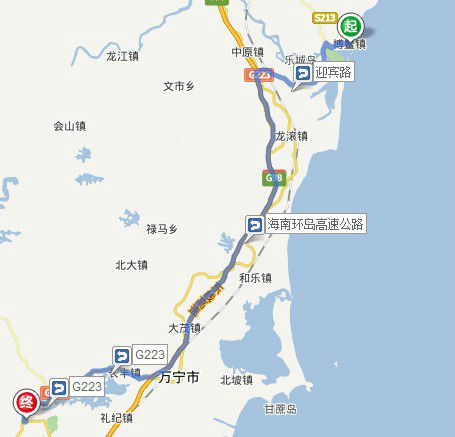 S213
起
博鳌镇
中原镇
乐城岛
龙江镇
G223
迎宾路
文市乡
会山镇
龙滚镇
G98
海南环岛高速公路
禄马乡
北大镇
和乐镇
大茂镇
G223
长丰镇
万宁市
北坡镇
G223
终
礼纪镇
甘蔗岛